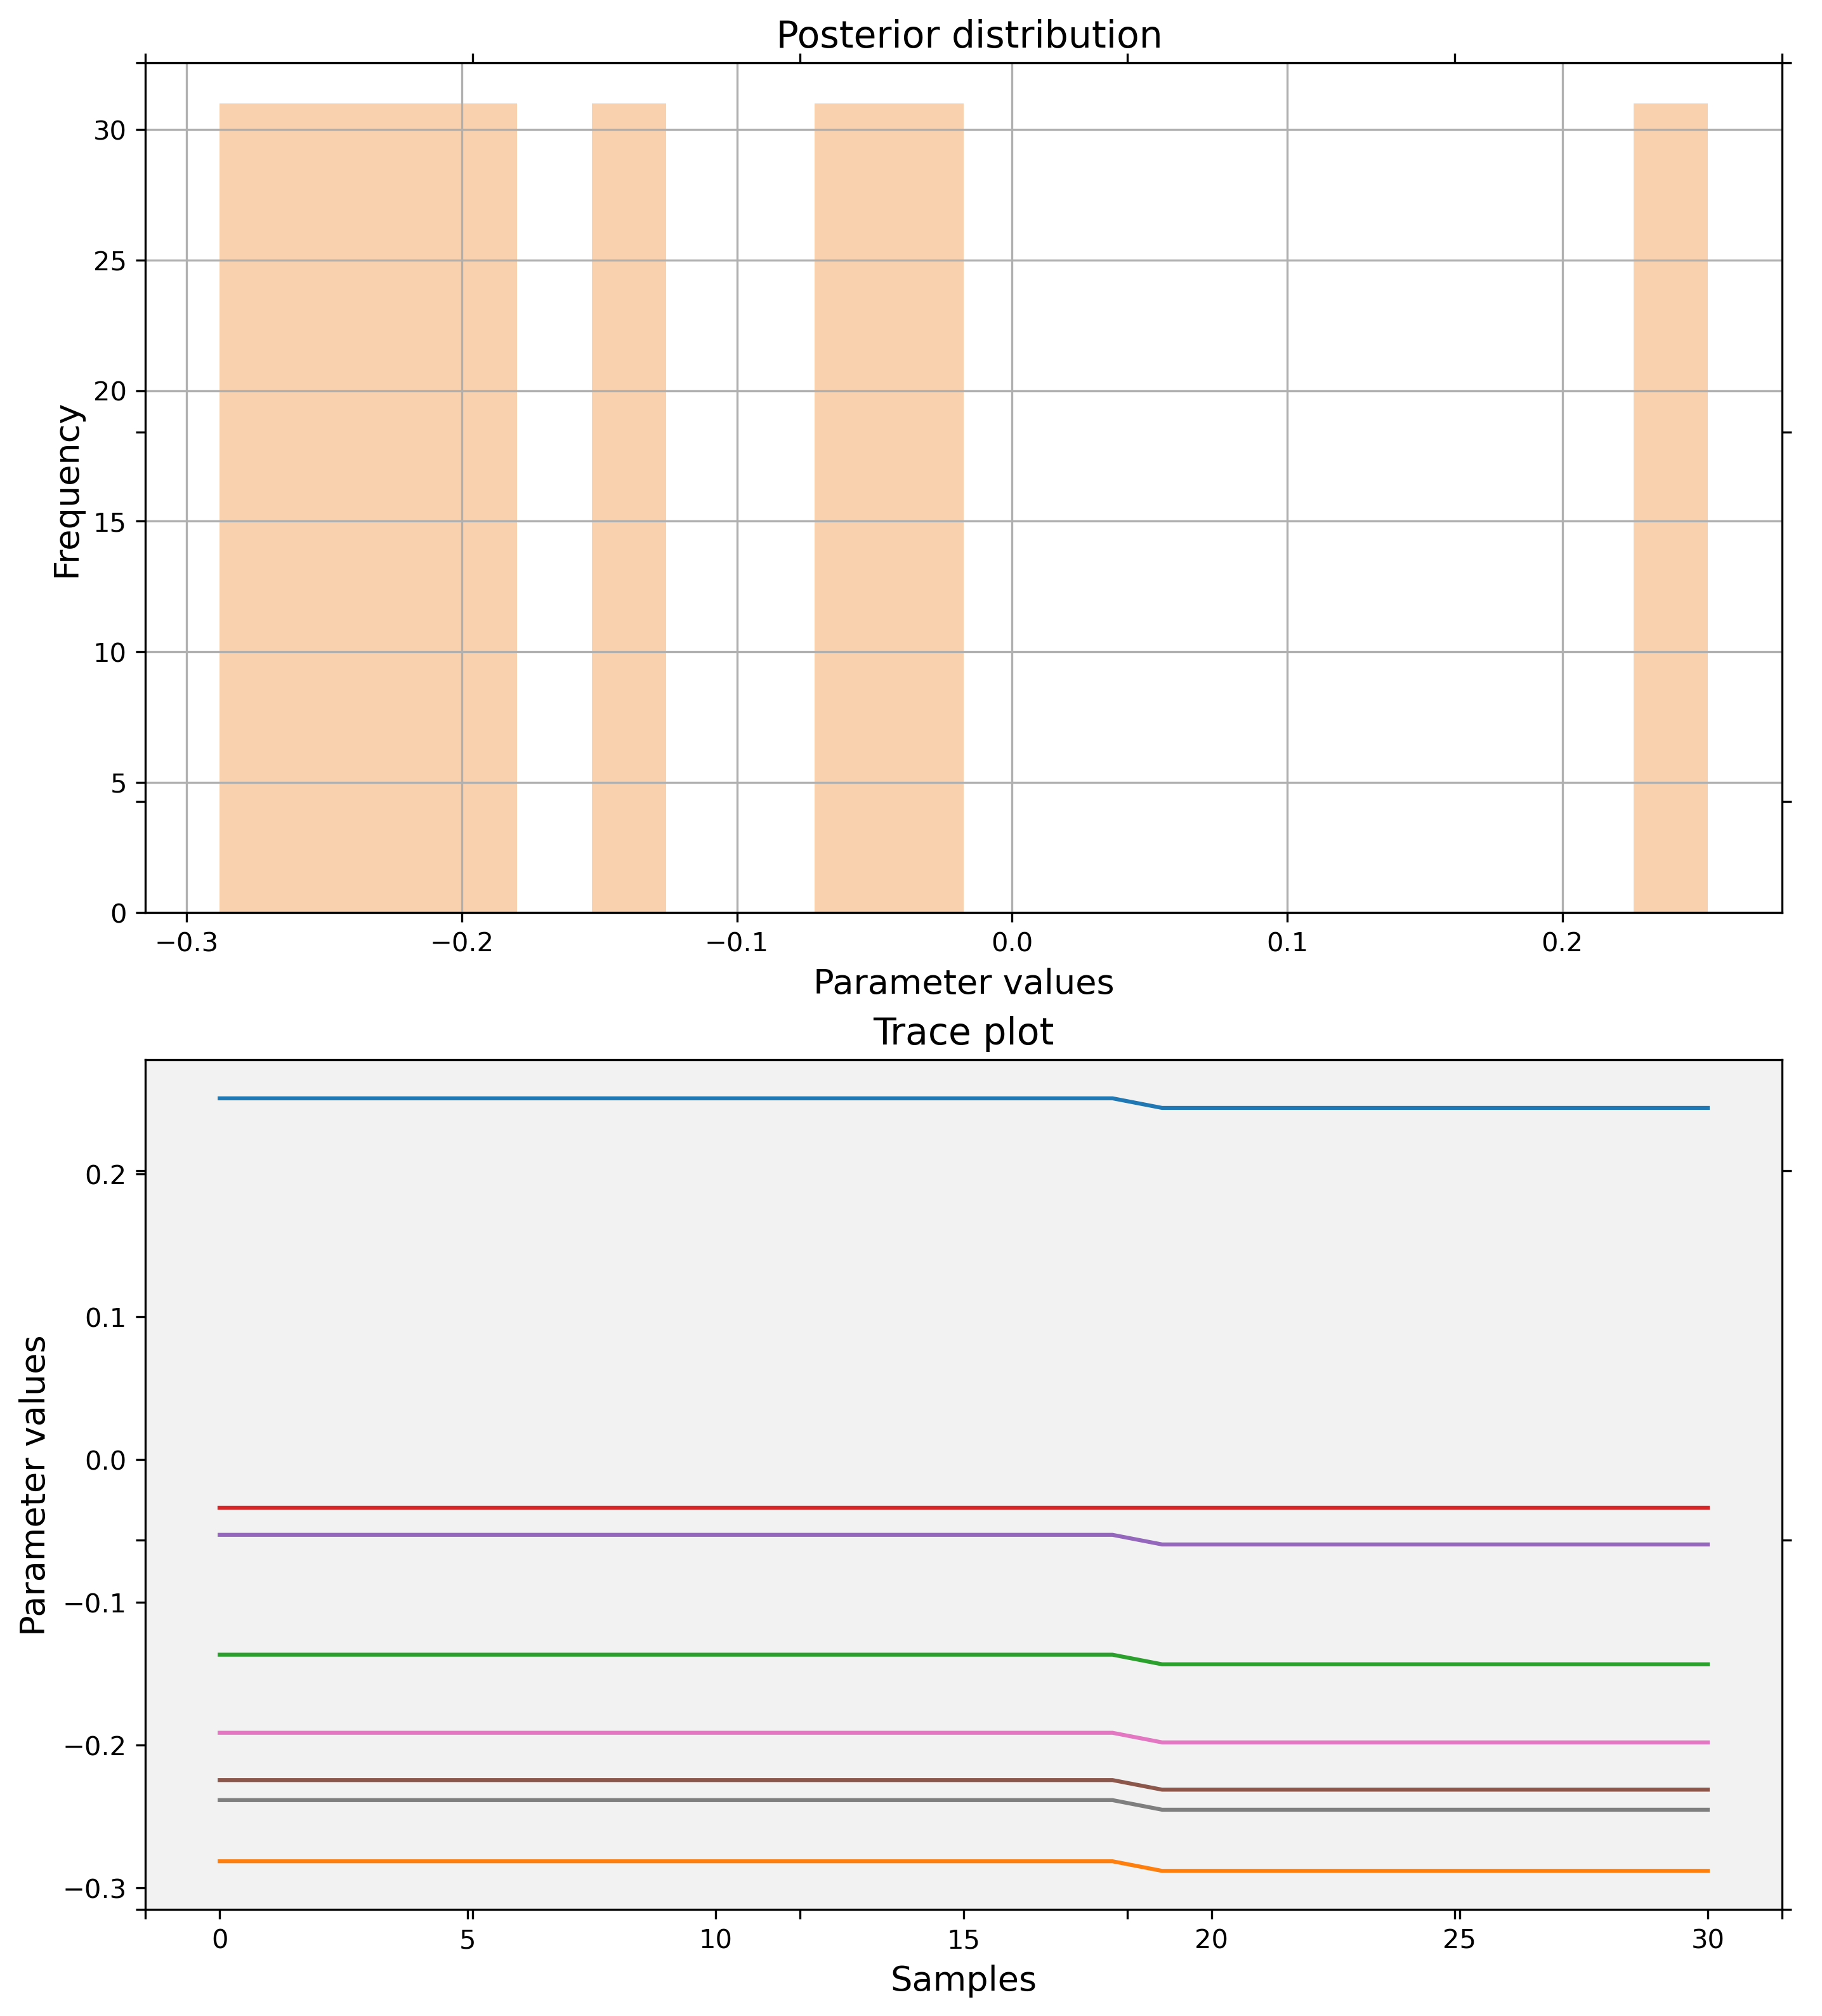 Posterior distribution
30
25
20
15
10
5
0
Frequency
−0.3 −0.2 −0.1 0.0 0.1 0.2
Parameter values
Trace plot
0.2
0.1
0.0
−0.1
−0.2
−0.3
Parameter values
0 5 10 15 20 25 30
Samples